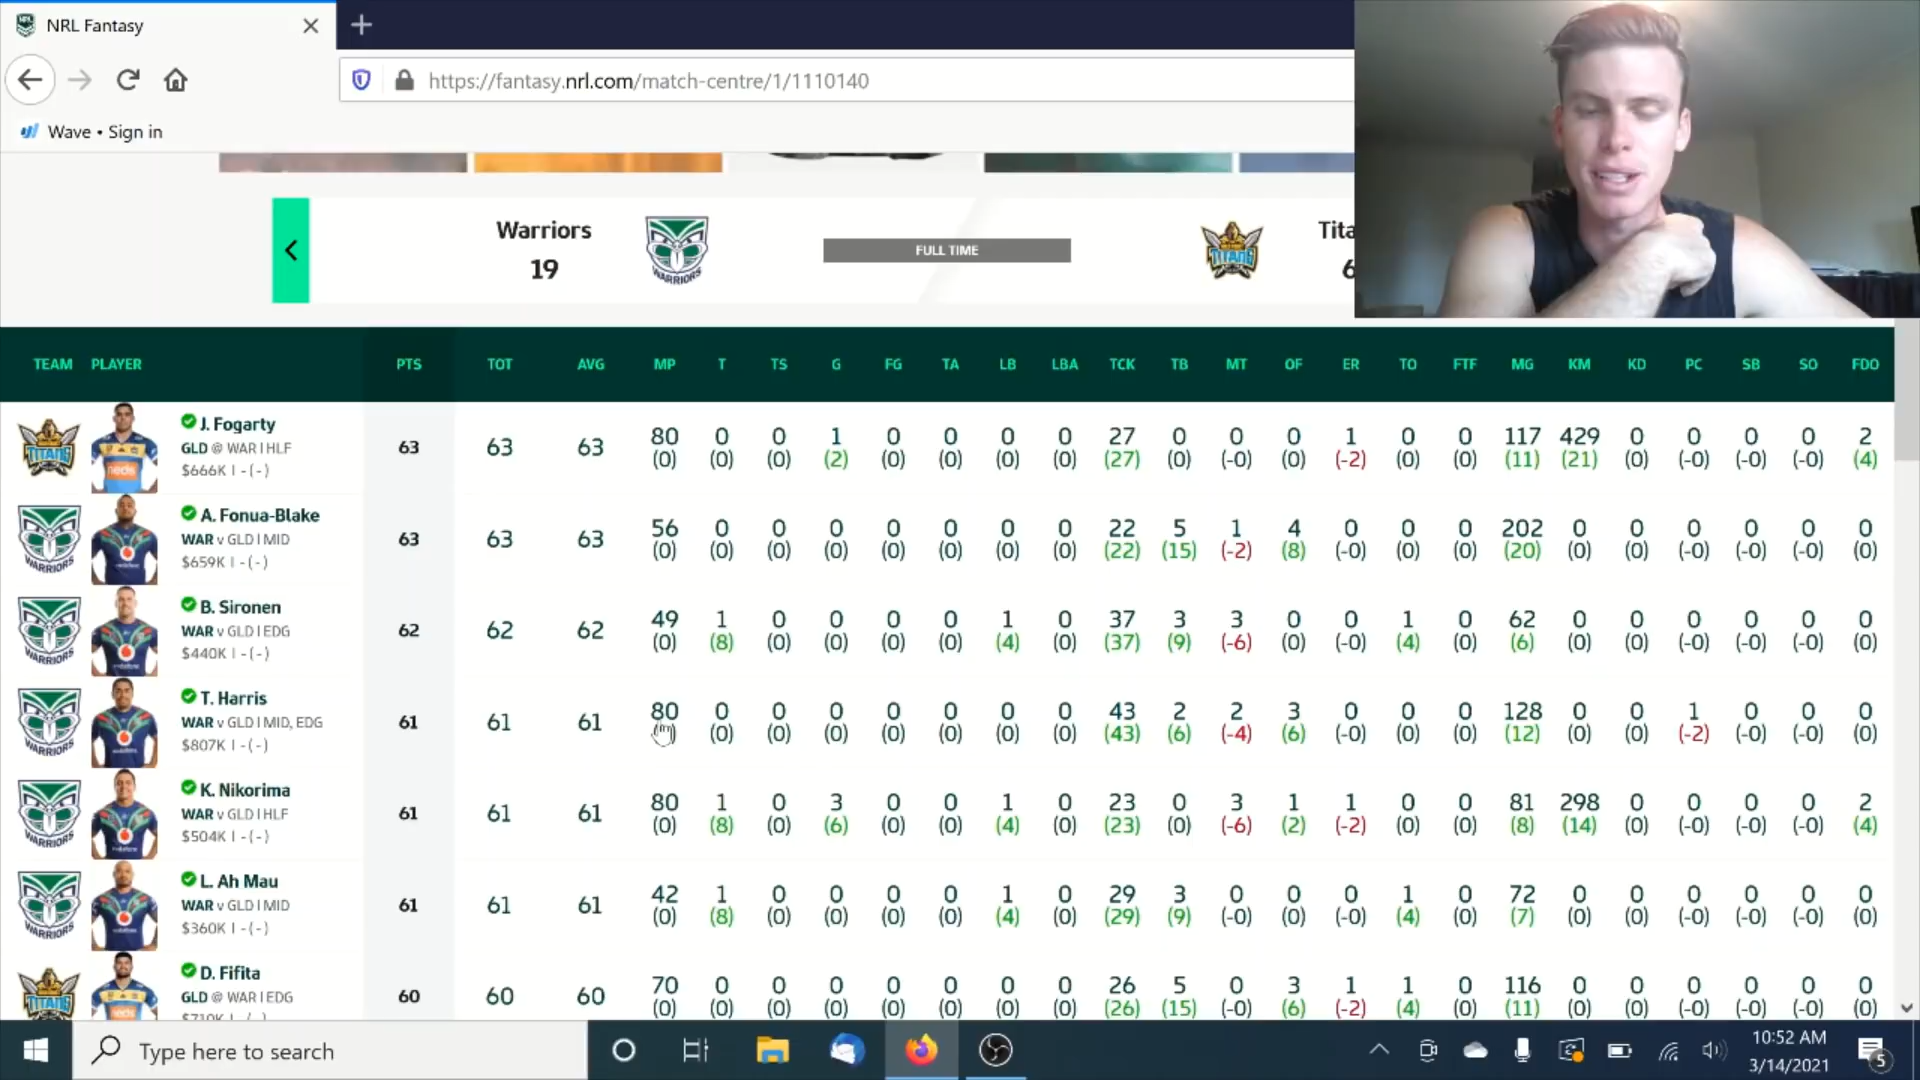 NRL Fantasy
https://fantasy.nrl.com/match-centre/1/1110140
Wave • Sign in
Warriors
19
WARRIORS
FULL TIME
TITANS
Tita
6
TEAM PLAYER PTS TOT AVG MP T TS G FG TA LB LBA TCK TB MT OF ER TO FTF MG KM KD PC SB SO FDO
J. Fogarty
GLD @ WAR | HLF
$666K | - (-)
63 63 63 80 0 0 1 0 0 0 0 27 0 0 0 1 0 0 117 429 0 0 0 0 2
(0) (0) (0) (2) (0) (0) (0) (0) (27) (0) (-0) (0) (-2) (0) (0) (11) (21) (0) (-0) (-0) (-0) (4)
A. Fonua-Blake
WAR v GLD | MID
$659K | - (-)
63 63 63 56 0 0 0 0 0 0 0 22 5 1 4 0 0 0 202 0 0 0 0 0 0
(0) (0) (0) (0) (0) (0) (0) (0) (22) (15) (-2) (8) (-0) (0) (0) (20) (0) (0) (-0) (-0) (-0) (0)
B. Sironen
WAR v GLD | EDG
$440K | - (-)
62 62 62 49 1 0 0 0 0 1 0 37 3 3 0 0 1 0 62 0 0 0 0 0 0
(0) (8) (0) (0) (0) (0) (4) (0) (37) (9) (-6) (0) (-0) (4) (0) (6) (0) (0) (-0) (-0) (-0) (0)
T. Harris
WAR v GLD | MID, EDG
$807K | - (-)
61 61 61 80 0 0 0 0 0 0 0 43 2 2 3 0 0 0 128 0 0 1 0 0 0
(0) (0) (0) (0) (0) (0) (0) (43) (6) (-4) (6) (-0) (0) (0) (12) (0) (0) (-2) (-0) (-0) (0)
K. Nikorima
WAR v GLD | HLF
$504K | - (-)
61 61 61 80 1 0 3 0 0 1 0 23 0 3 1 1 0 0 81 298 0 0 0 0 2
(0) (8) (0) (6) (0) (0) (4) (0) (23) (0) (-6) (2) (-2) (0) (0) (8) (14) (0) (-0) (-0) (-0) (4)
L. Ah Mau
WAR v GLD | MID
$360K | - (-)
61 61 61 42 1 0 0 0 0 1 0 29 3 0 0 0 1 0 72 0 0 0 0 0 0
(0) (8) (0) (0) (0) (0) (4) (0) (29) (9) (-0) (0) (-0) (4) (0) (7) (0) (0) (-0) (-0) (-0) (0)
D. Fifita
GLD @ WAR | EDG
$710K | - (-)
60 60 60 70 0 0 0 0 0 0 0 26 5 0 3 1 1 0 116 0 0 0 0 0 0
(0) (0) (0) (0) (0) (0) (0) (0) (26) (15) (-0) (6) (-2) (4) (0) (11) (0) (0) (-0) (-0) (-0) (0)
Type here to search
10:52 AM
3/14/2021
5